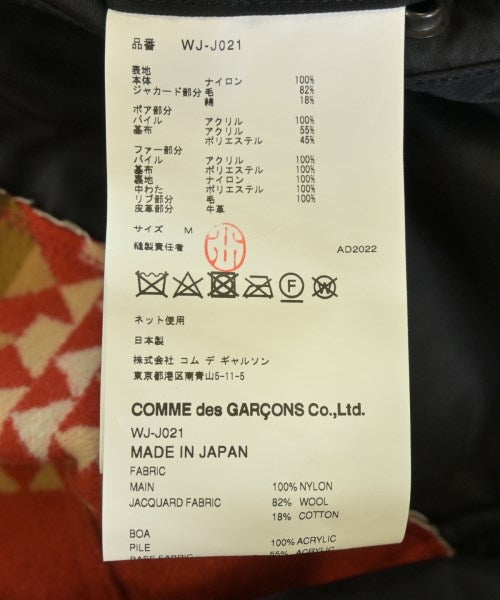 品番 WJ-J021
表地
本体 ナイロン 100%
ジャカード部分 毛 82%
綿 18%
ボア部分
パイル アクリル 100%
基布 アクリル 55%
ポリエステル 45%
ファー部分
パイル アクリル 100%
基布 ポリエステル 100%
裏地 ナイロン 100%
中わた ポリエステル 100%
リブ部分 毛 100%
皮革部分 牛革
サイズ M
縫製責任者 AD2022
F W
ネット使用
日本製
株式会社 コム デ ギャルソン
東京都港区南青山5-11-5
COMME des GARÇONS Co.,Ltd.
WJ-J021
MADE IN JAPAN
FABRIC
MAIN 100% NYLON
JACQUARD FABRIC 82% WOOL
18% COTTON
BOA
PILE 100% ACRYLIC
BASE FABRIC 55% ACRYLIC